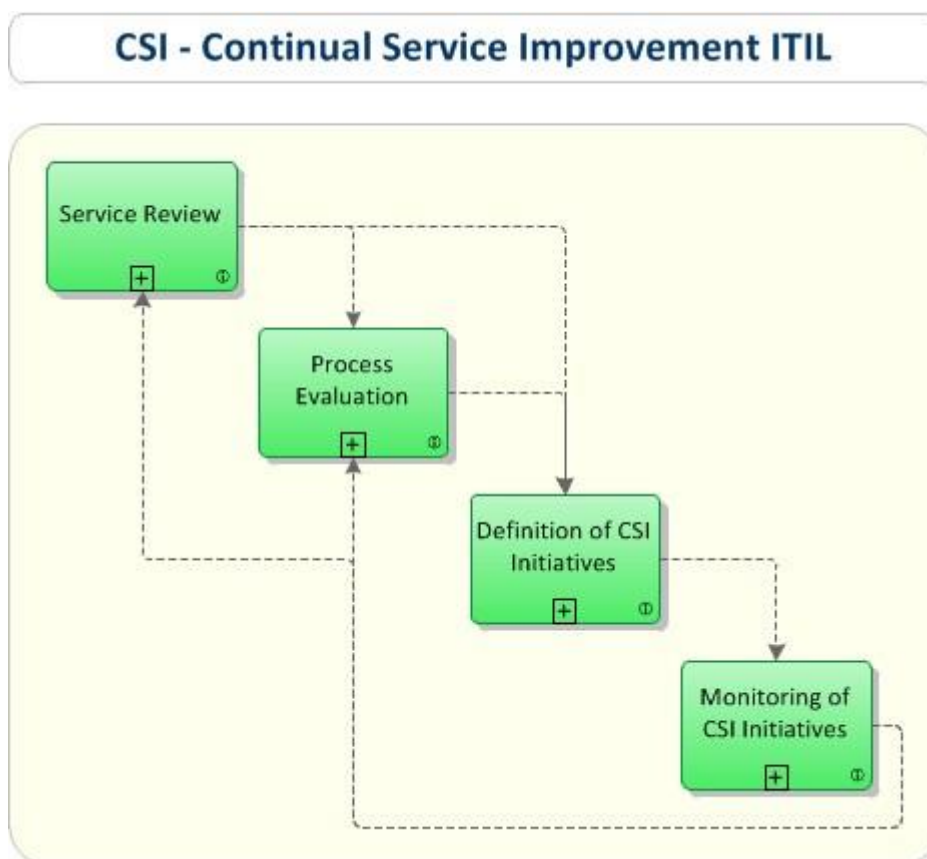 CSI - Continual Service Improvement ITIL
Service Review
Process
Evaluation
Definition of CSI
Initiatives
Monitoring of
CSI Initiatives